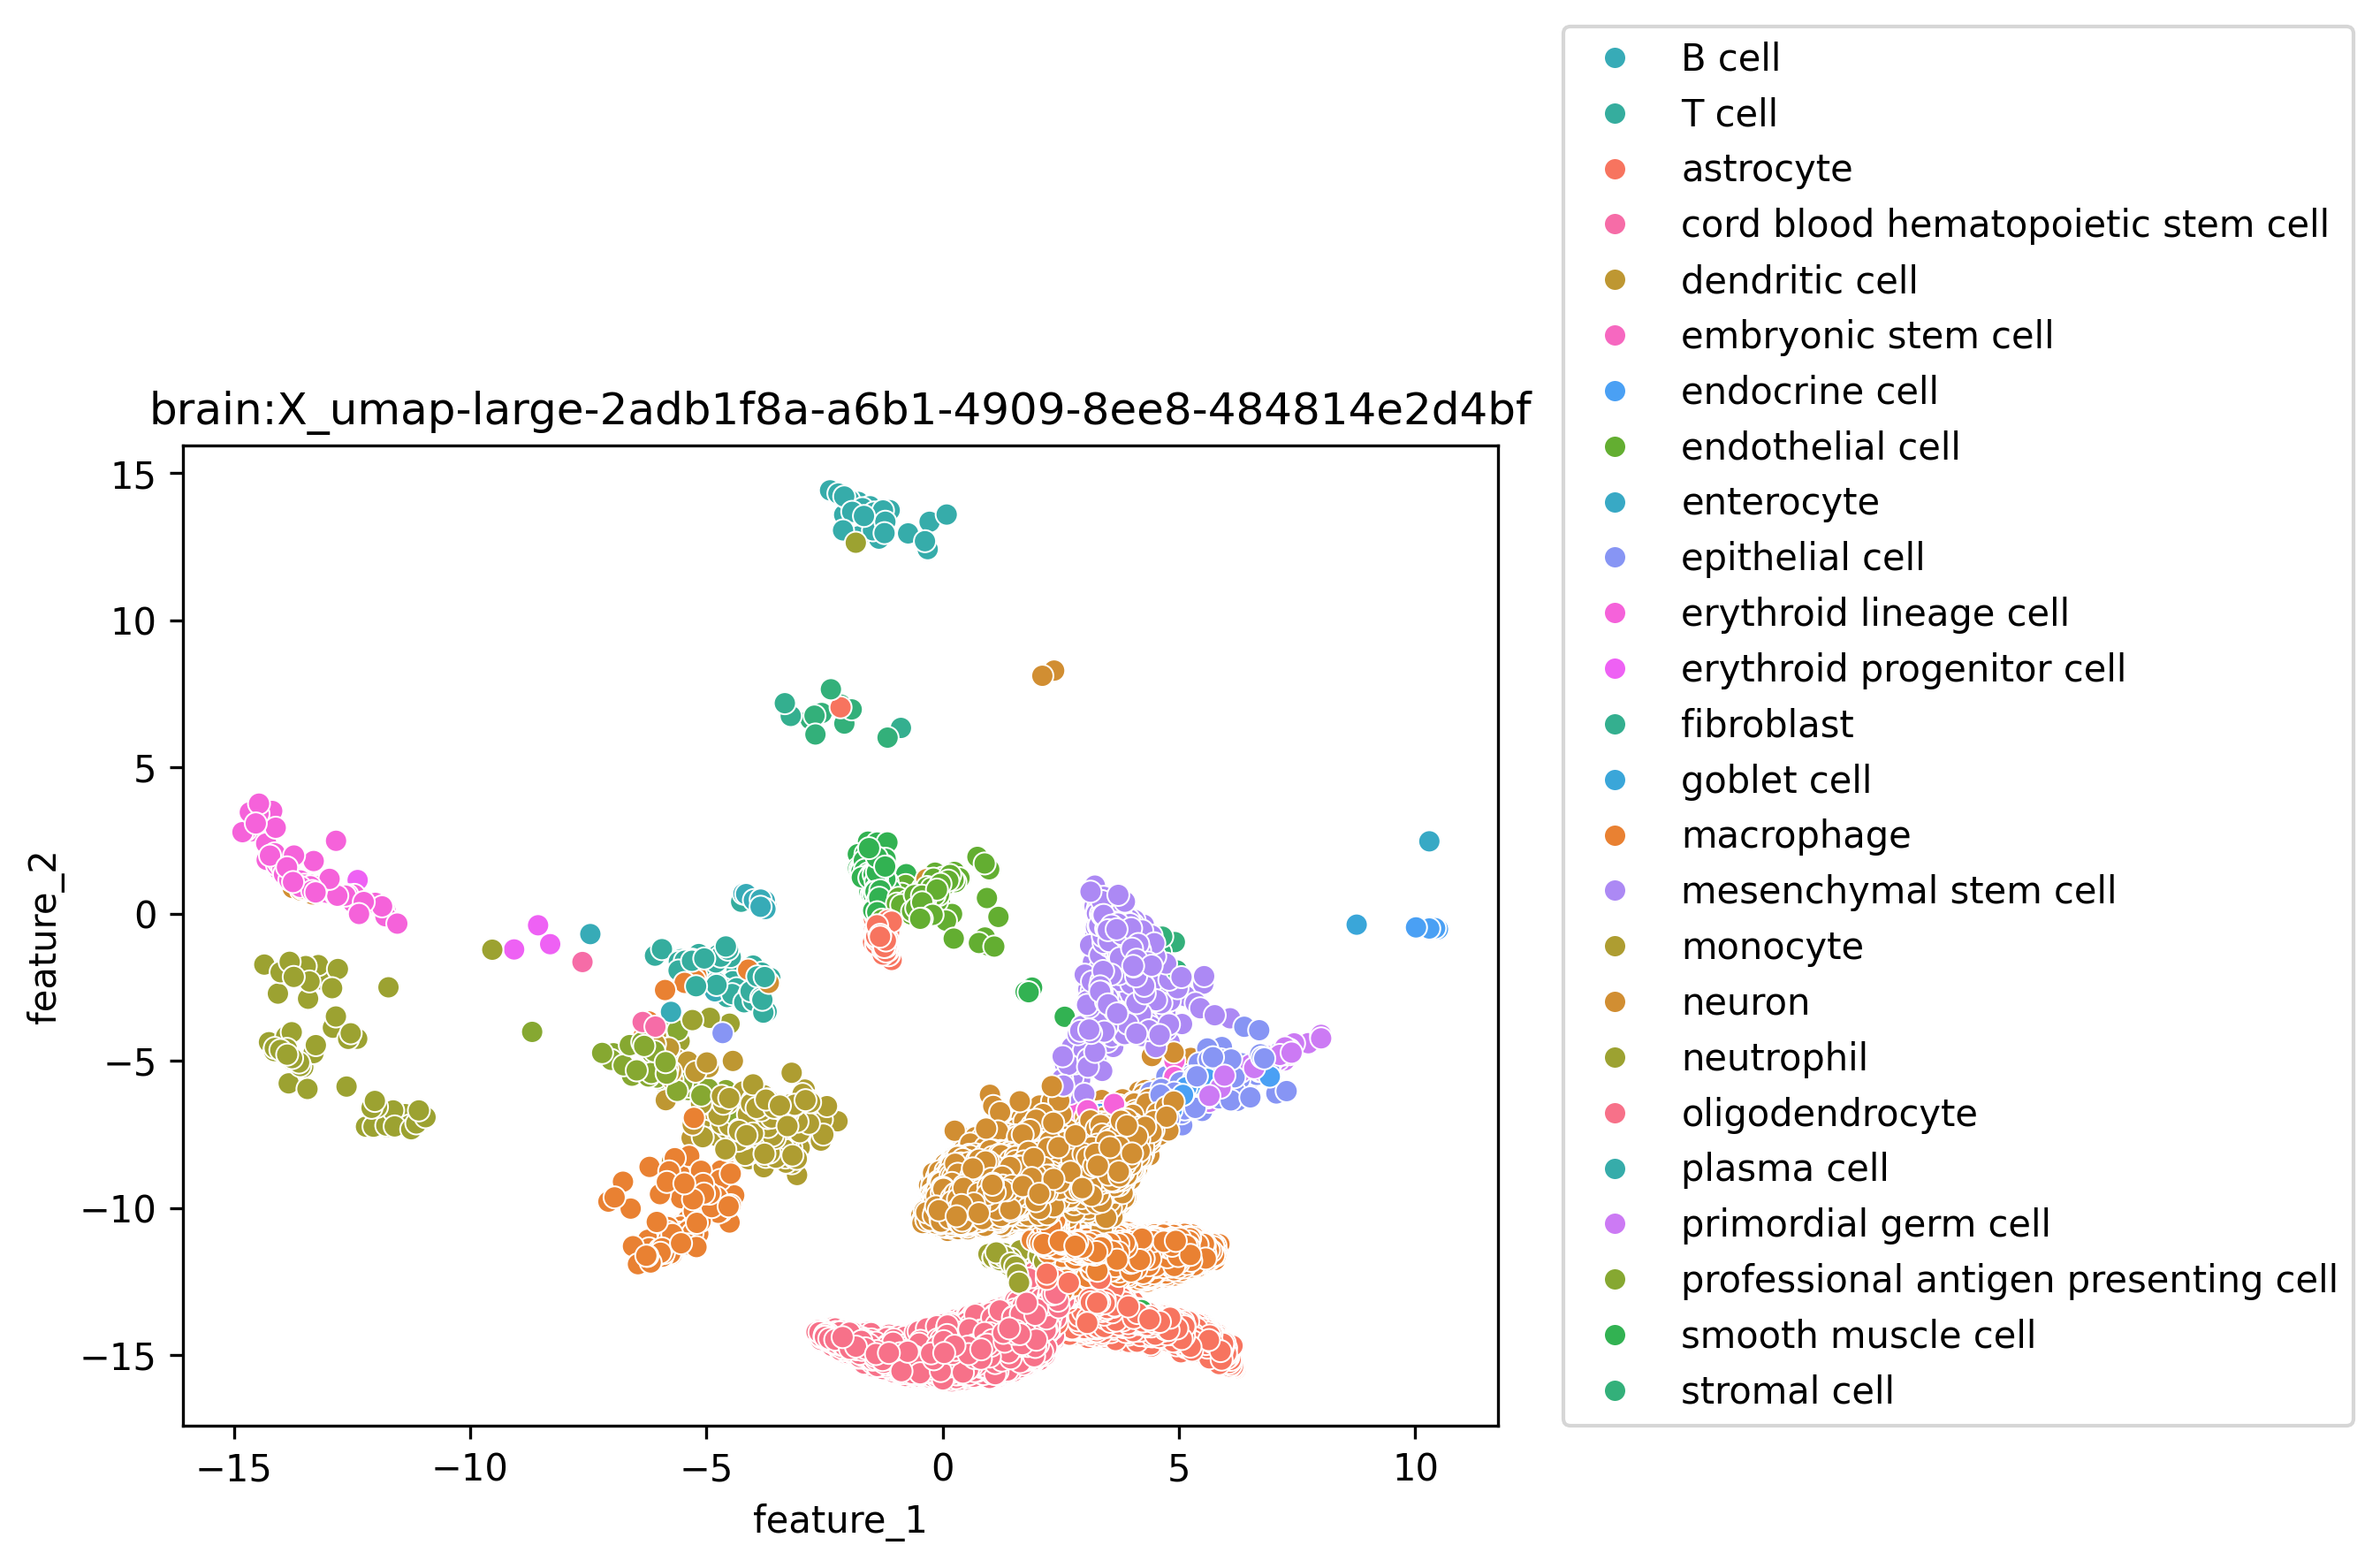 brain:X_umap-large-2adb1f8a-a6b1-4909-8ee8-484814e2d4bf
15
10
5
0
−5
−10
−15
feature_2
−15 −10 −5 0 5 10
feature_1
B cell
T cell
astrocyte
cord blood hematopoietic stem cell
dendritic cell
embryonic stem cell
endocrine cell
endothelial cell
enterocyte
epithelial cell
erythroid lineage cell
erythroid progenitor cell
fibroblast
goblet cell
macrophage
mesenchymal stem cell
monocyte
neuron
neutrophil
oligodendrocyte
plasma cell
primordial germ cell
professional antigen presenting cell
smooth muscle cell
stromal cell